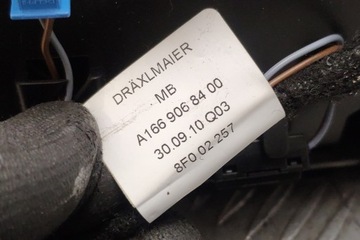 DRÄXLMAIER
MB
A166 906 84 00
30.09.10 Q03
8F0 02 257